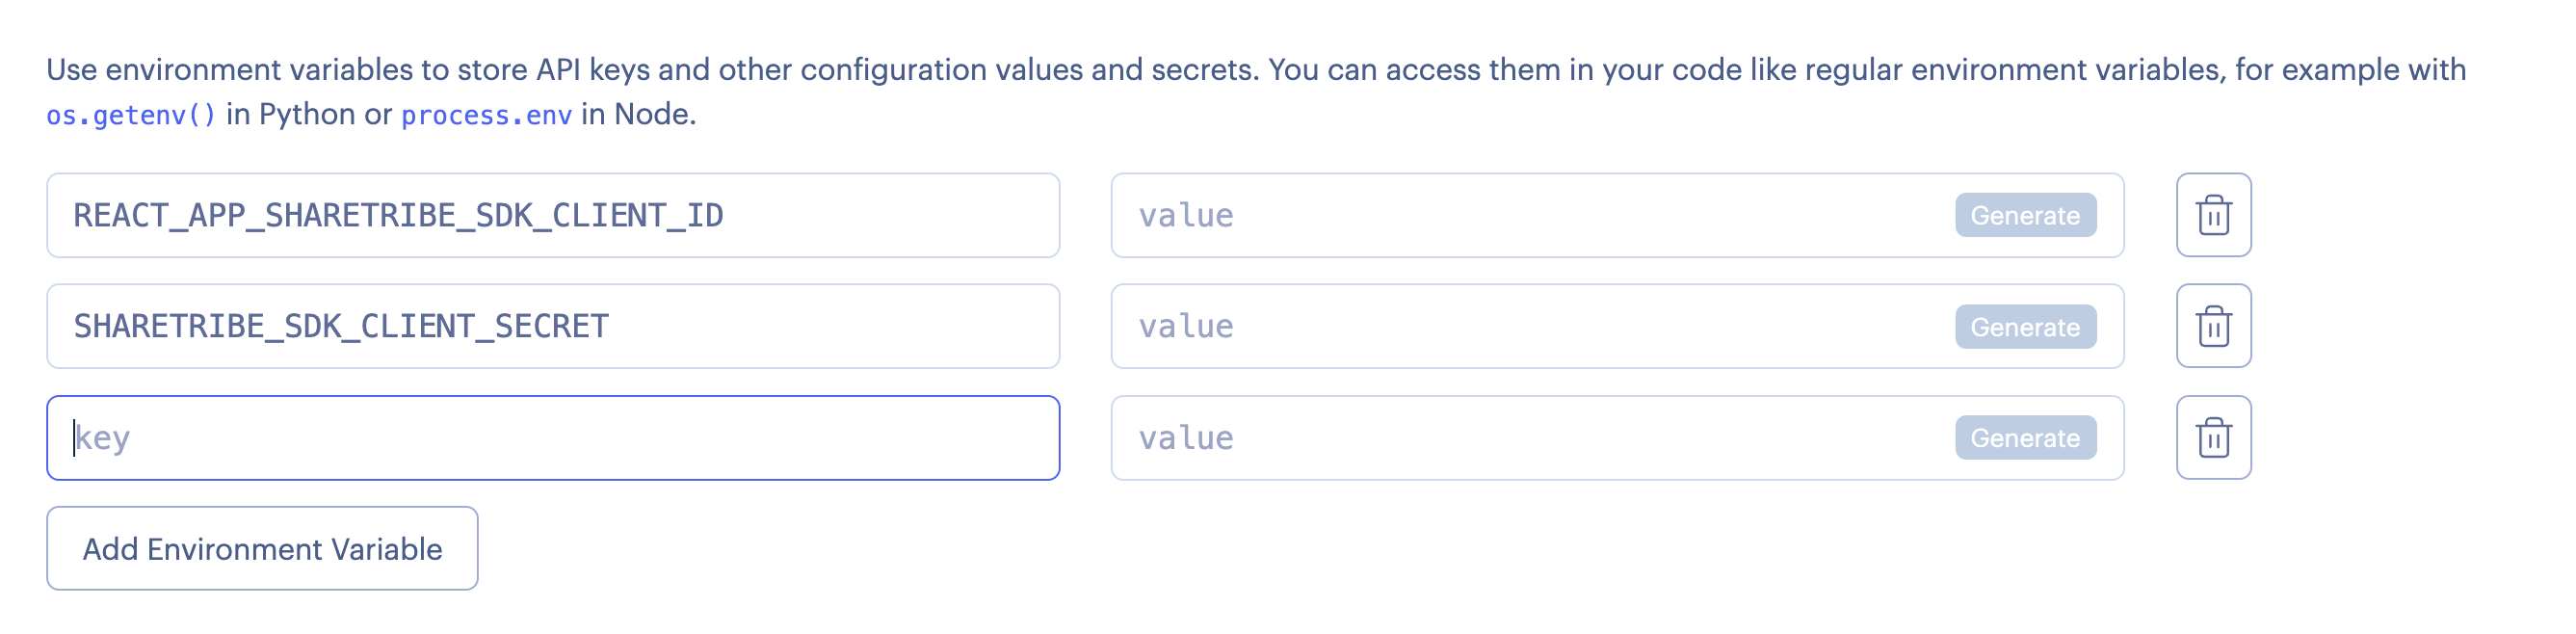 Use environment variables to store API keys and other configuration values and secrets. You can access them in your code like regular environment variables, for example with
os.getenv() in Python or process.env in Node.
REACT_APP_SHARETRIBE_SDK_CLIENT_ID value Generate
SHARETRIBE_SDK_CLIENT_SECRET value Generate
key value Generate
Add Environment Variable